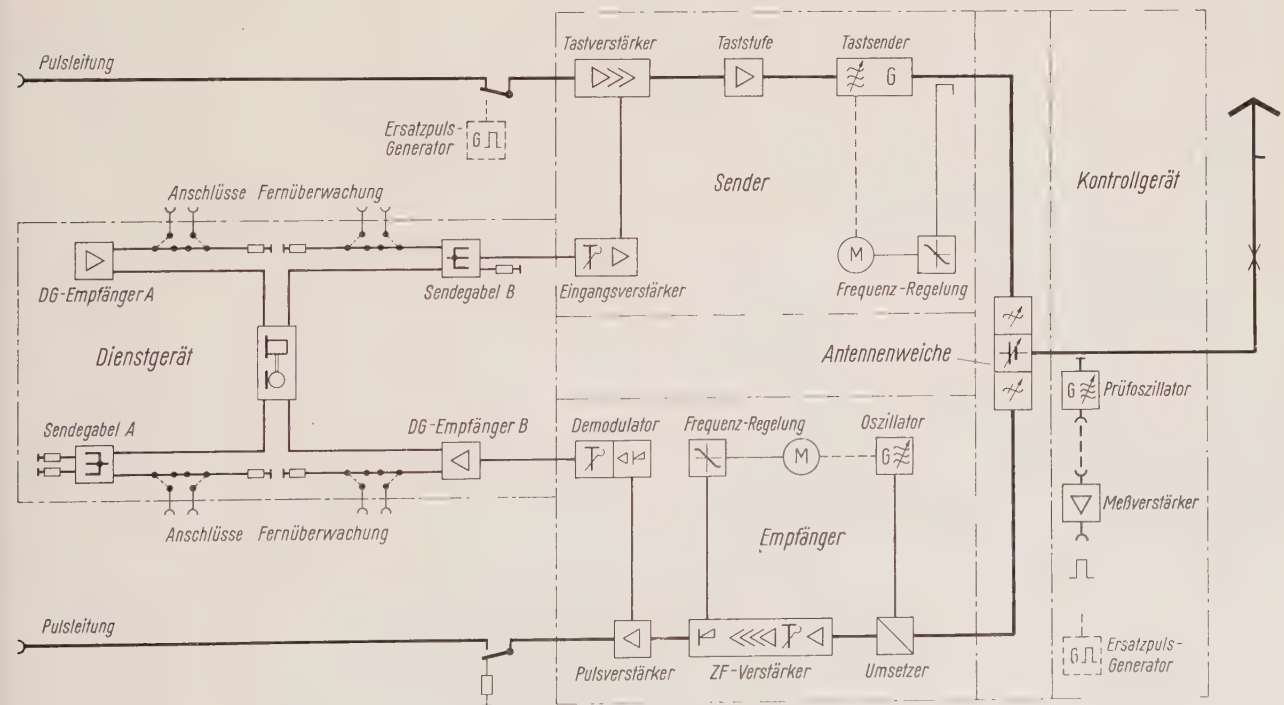 Pulsleitung
Tastverstärker
Taststufe
Tastsender
G
Ersatzpuls-
Generator
G
Sender
Kontrollgerät
Anschlüsse Fernüberwachung
DG-Empfänger A
Sendegabel B
Eingangsverstärker
M
Frequenz-Regelung
Dienstgerät
Antennenweiche
G
Prüfoszillator
Sendegabel A
DG-Empfänger B
Demodulator
Frequenz-Regelung
Oszillator
M
G
Meßverstärker
Anschlüsse Fernüberwachung
Empfänger
Pulsleitung
Pulsverstärker
ZF-Verstärker
Umsetzer
G
Ersatzpuls-
Generator